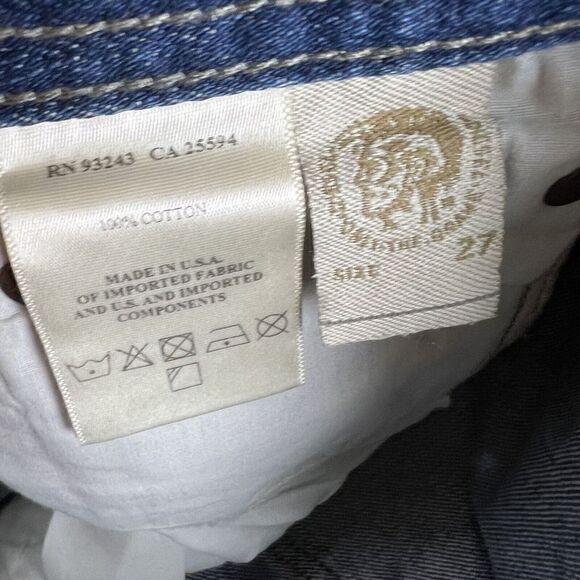 RN 93243 CA 25594
100% COTTON
MADE IN U.S.A.
OF IMPORTED FABRIC
AND U.S. AND IMPORTED
COMPONENTS
SIZE 27